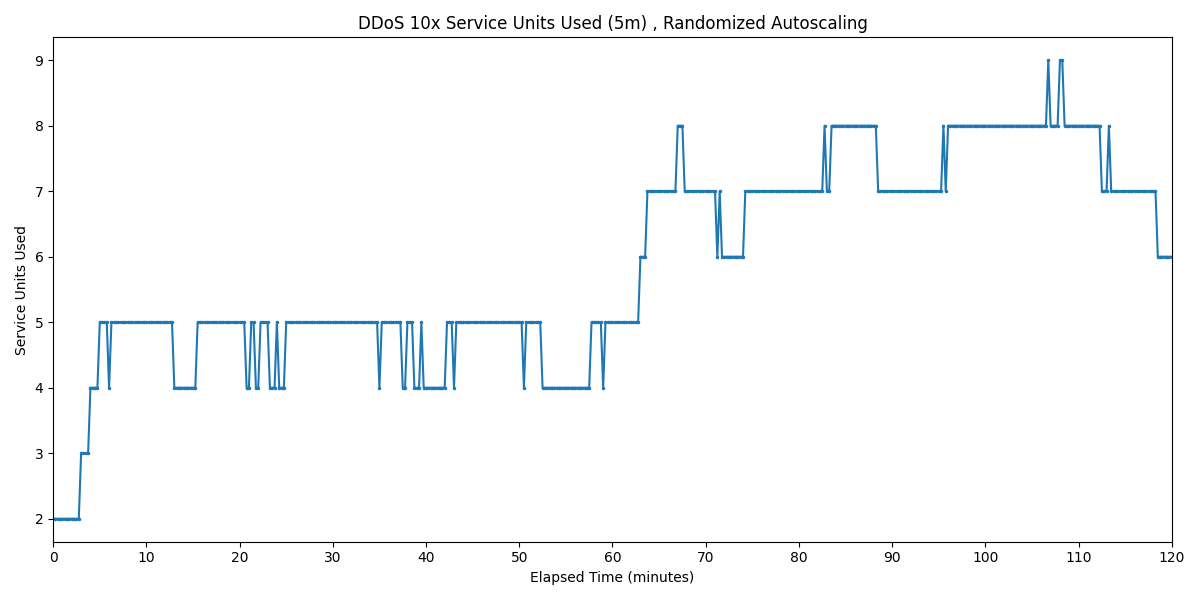 DDoS 10x Service Units Used (5m) , Randomized Autoscaling
Service Units Used
9
8
7
6
5
4
3
2
0 10 20 30 40 50 60 70 80 90 100 110 120
Elapsed Time (minutes)